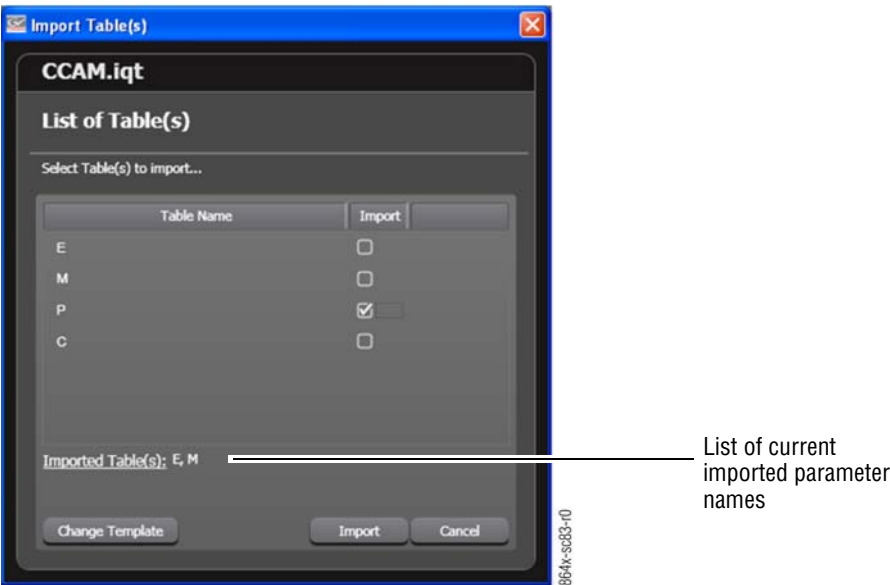 Import Table(s)
CCAM.iqt
List of Table(s)
Select Table(s) to import...
Table Name Import
E
M
P
C
Imported Table(s): E, M
List of current
imported parameter
names
Change Template Import Cancel
864x-sc83-r0